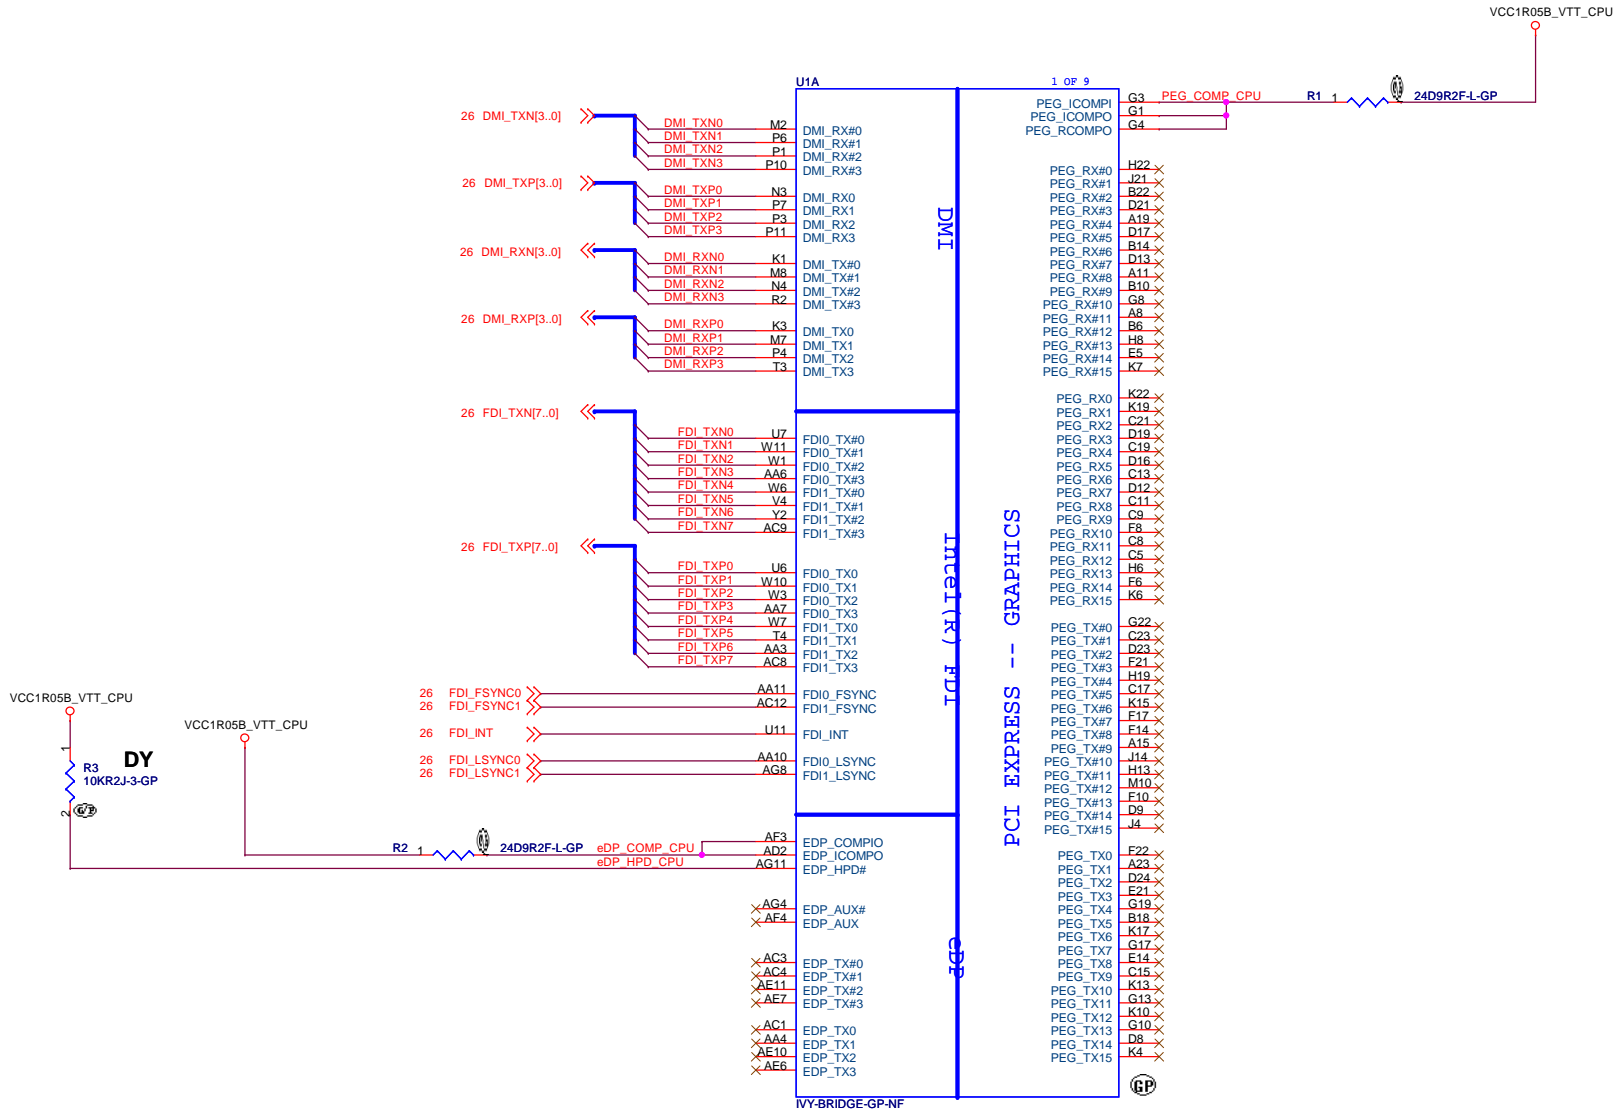 VCC1R05B_VTT_CPU
U1A
1 OF 9
PEG_ICOMPI G3 PEG_COMP_CPU R1 1 24D9R2F-L-GP
PEG_ICOMPO G1
PEG_RCOMPO G4
26 DMI_TXN[3..0]
DMI_TXN0 M2 DMI_RX#0
DMI_TXN1 P6 DMI_RX#1
DMI_TXN2 P1 DMI_RX#2
DMI_TXN3 P10 DMI_RX#3
26 DMI_TXP[3..0]
DMI_TXP0 N3 DMI_RX0
DMI_TXP1 P7 DMI_RX1
DMI_TXP2 P3 DMI_RX2
DMI_TXP3 P11 DMI_RX3
26 DMI_RXN[3..0]
DMI_RXN0 K1 DMI_TX#0
DMI_RXN1 M8 DMI_TX#1
DMI_RXN2 N4 DMI_TX#2
DMI_RXN3 R2 DMI_TX#3
26 DMI_RXP[3..0]
DMI_RXP0 K3 DMI_TX0
DMI_RXP1 M7 DMI_TX1
DMI_RXP2 P4 DMI_TX2
DMI_RXP3 T3 DMI_TX3
DMI
26 FDI_TXN[7..0]
FDI_TXN0 U7 FDI0_TX#0
FDI_TXN1 W11 FDI0_TX#1
FDI_TXN2 W1 FDI0_TX#2
FDI_TXN3 AA6 FDI0_TX#3
FDI_TXN4 W6 FDI1_TX#0
FDI_TXN5 V4 FDI1_TX#1
FDI_TXN6 Y2 FDI1_TX#2
FDI_TXN7 AC9 FDI1_TX#3
26 FDI_TXP[7..0]
FDI_TXP0 U6 FDI0_TX0
FDI_TXP1 W10 FDI0_TX1
FDI_TXP2 W3 FDI0_TX2
FDI_TXP3 AA7 FDI0_TX3
FDI_TXP4 W7 FDI1_TX0
FDI_TXP5 T4 FDI1_TX1
FDI_TXP6 AA3 FDI1_TX2
FDI_TXP7 AC8 FDI1_TX3
26 FDI_FSYNC0 AA11 FDI0_FSYNC
26 FDI_FSYNC1 AC12 FDI1_FSYNC
26 FDI_INT U11 FDI_INT
26 FDI_LSYNC0 AA10 FDI0_LSYNC
26 FDI_LSYNC1 AG8 FDI1_LSYNC
Intel(R) FDI
VCC1R05B_VTT_CPU
VCC1R05B_VTT_CPU
1
DY
R3
10KR2J-3-GP
2
R2 1 24D9R2F-L-GP
eDP_COMP_CPU
eDP_HPD_CPU
AF3 EDP_COMPIO
AD2 EDP_ICOMPO
AG11 EDP_HPD#
AG4 EDP_AUX#
AF4 EDP_AUX
AC3 EDP_TX#0
AC4 EDP_TX#1
AE11 EDP_TX#2
AE7 EDP_TX#3
AC1 EDP_TX0
AA4 EDP_TX1
AE10 EDP_TX2
AE6 EDP_TX3
eDP
PCI EXPRESS -- GRAPHICS
PEG_RX#0 H22
PEG_RX#1 J21
PEG_RX#2 B22
PEG_RX#3 D21
PEG_RX#4 A19
PEG_RX#5 D17
PEG_RX#6 B14
PEG_RX#7 D13
PEG_RX#8 A11
PEG_RX#9 B10
PEG_RX#10 G8
PEG_RX#11 A8
PEG_RX#12 B6
PEG_RX#13 H8
PEG_RX#14 E5
PEG_RX#15 K7
PEG_RX0 K22
PEG_RX1 K19
PEG_RX2 C21
PEG_RX3 D19
PEG_RX4 C19
PEG_RX5 D16
PEG_RX6 C13
PEG_RX7 D12
PEG_RX8 C11
PEG_RX9 C9
PEG_RX10 F8
PEG_RX11 C8
PEG_RX12 C5
PEG_RX13 H6
PEG_RX14 F6
PEG_RX15 K6
PEG_TX#0 G22
PEG_TX#1 C23
PEG_TX#2 D23
PEG_TX#3 F21
PEG_TX#4 H19
PEG_TX#5 C17
PEG_TX#6 K15
PEG_TX#7 F17
PEG_TX#8 F14
PEG_TX#9 A15
PEG_TX#10 J14
PEG_TX#11 H13
PEG_TX#12 M10
PEG_TX#13 F10
PEG_TX#14 D9
PEG_TX#15 J4
PEG_TX0 F22
PEG_TX1 A23
PEG_TX2 D24
PEG_TX3 E21
PEG_TX4 G19
PEG_TX5 B18
PEG_TX6 K17
PEG_TX7 G17
PEG_TX8 E14
PEG_TX9 C15
PEG_TX10 K13
PEG_TX11 G13
PEG_TX12 K10
PEG_TX13 G10
PEG_TX14 D8
PEG_TX15 K4
GP
IVY-BRIDGE-GP-NF